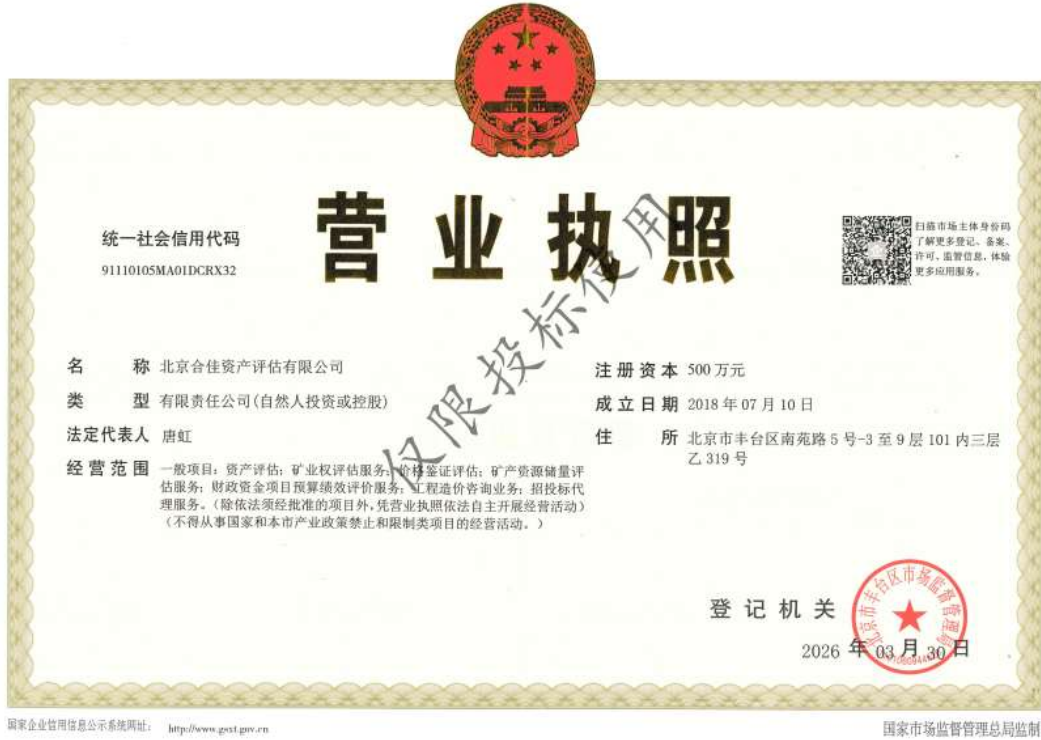 营业执照
统一社会信用代码
91110105MA01DCRX32
扫描市场主体身份码
了解更多登记、备案、
许可、监管信息，体验
更多应用服务。
名称 北京合佳资产评估有限公司
类型 有限责任公司(自然人投资或控股)
法定代表人 唐虹
经营范围 一般项目：资产评估；矿业权评估服务；价格鉴证评估；矿产资源储量评
估服务；财政资金项目预算绩效评价服务；工程造价咨询业务；招投标代
理服务。（除依法须经批准的项目外，凭营业执照依法自主开展经营活动）
（不得从事国家和本市产业政策禁止和限制类项目的经营活动。）
注册资本 500万元
成立日期 2018年07月10日
住所 北京市丰台区南苑路5号-3至9层101内三层
乙319号
仅限投标使用
登记机关
北京市丰台区市场监督管理局
2026年03月30日
国家企业信用信息公示系统网址： http://www.gsxt.gov.cn
国家市场监督管理总局监制